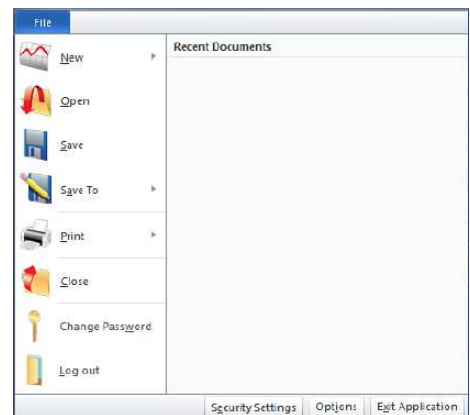 File
New
Recent Documents
Open
Save
Save To
Print
Close
Change Password
Log out
Security Settings
Options
Exit Application